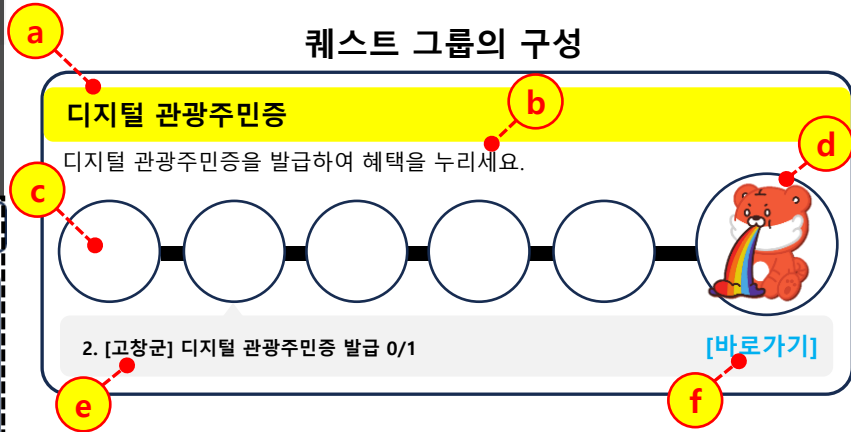 퀘스트 그룹의 구성
a
디지털 관광주민증
b
디지털 관광주민증을 발급하여 혜택을 누리세요.
d
c
2. [고창군] 디지털 관광주민증 발급 0/1
[바로가기]
e
f